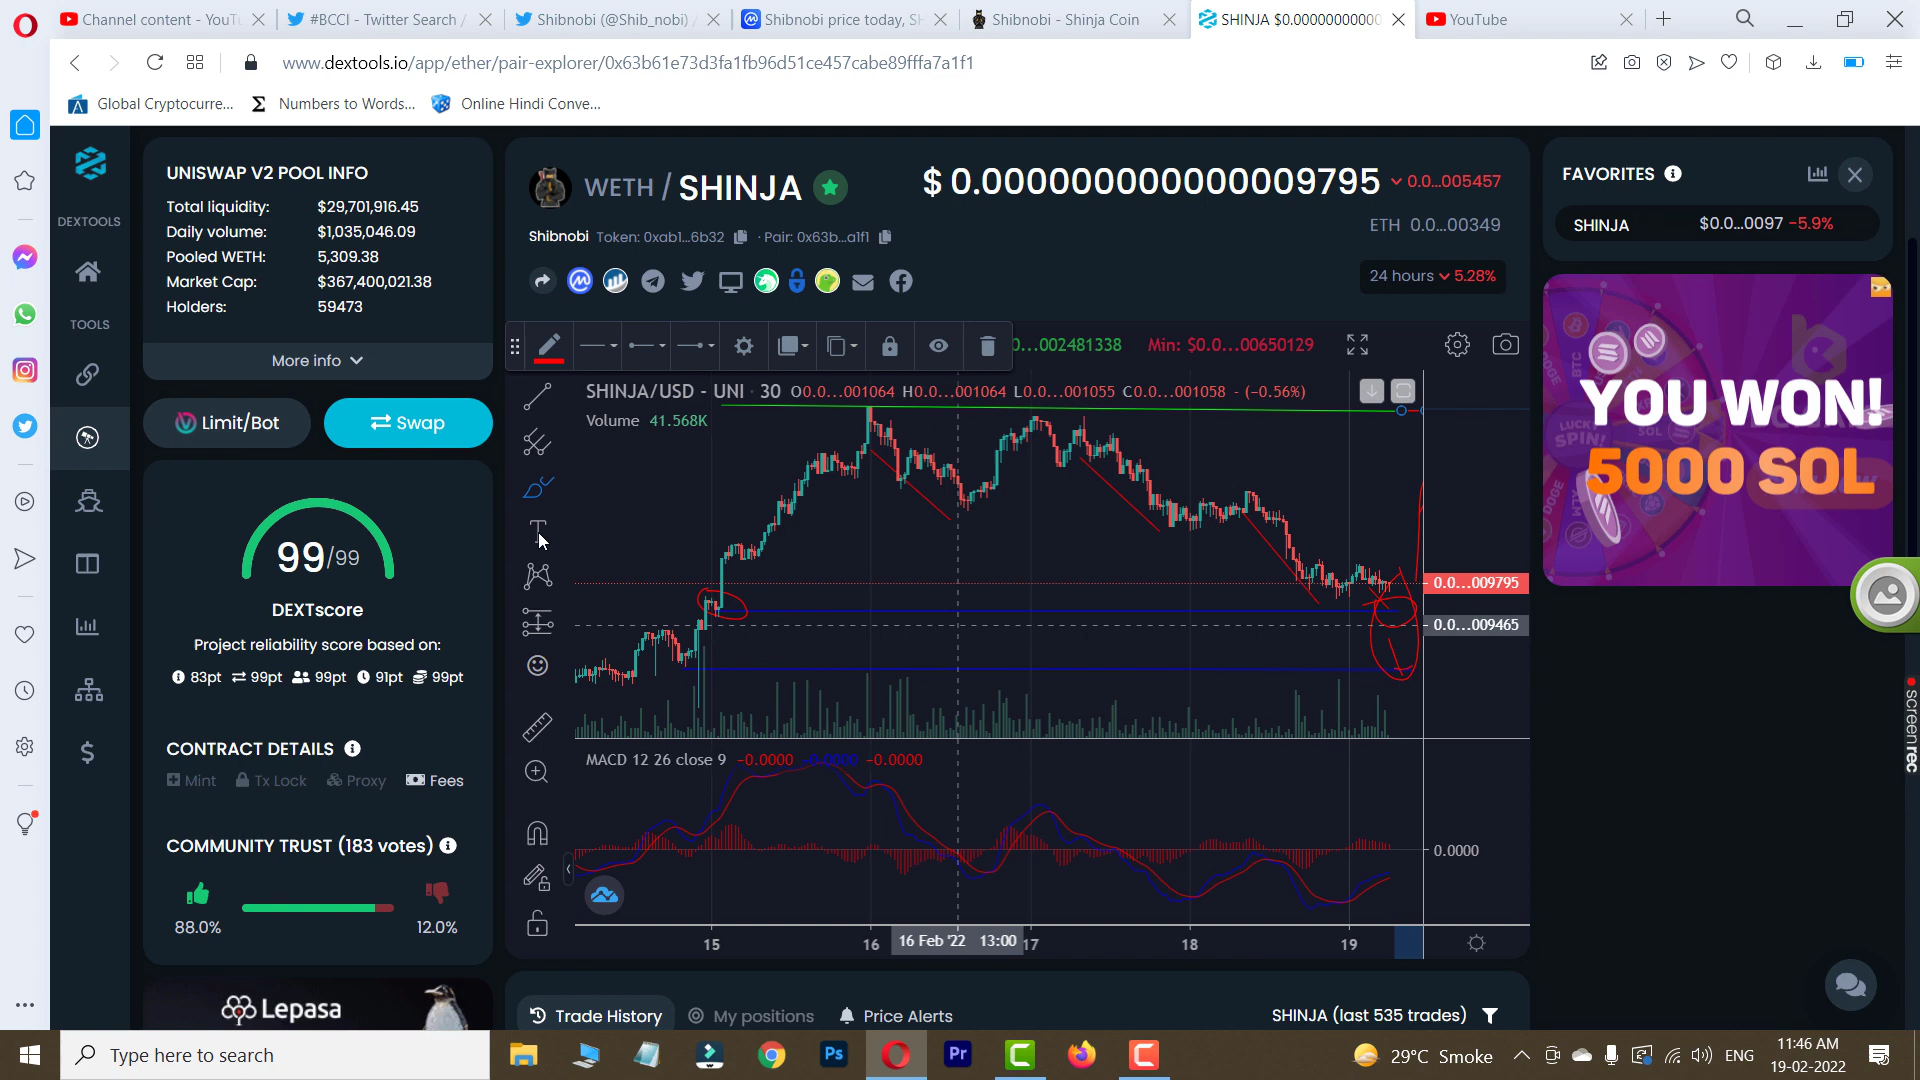 Channel content - YouTu
#BCCI - Twitter Search /
Shibnobi (@Shib_nobi) /
Shibnobi price today, SH
Shibnobi - Shinja Coin
SHINJA $0.00000000000
YouTube
www.dextools.io/app/ether/pair-explorer/0x63b61e73d3fa1fb96d51ce457cabe89fffa7a1f1
Global Cryptocurre...
Numbers to Words...
Online Hindi Conve...
DEXTOOLS
TOOLS
UNISWAP V2 POOL INFO
Total liquidity: $29,701,916.45
Daily volume: $1,035,046.09
Pooled WETH: 5,309.38
Market Cap: $367,400,021.38
Holders: 59473
More info
Limit/Bot
Swap
99/99
DEXTscore
Project reliability score based on:
83pt 99pt 99pt 91pt 99pt
CONTRACT DETAILS
Mint Tx Lock Proxy Fees
COMMUNITY TRUST (183 votes)
88.0% 12.0%
Lepasa
WETH / SHINJA
$ 0.000000000000009795
0.0...005457
Shibnobi Token: 0xab1...6b32 · Pair: 0x63b...a1f1
ETH 0.0...00349
24 hours 5.28%
0...002481338 Min: $0.0...00650129
SHINJA/USD - UNI · 30 O0.0...001064 H0.0...001064 L0.0...001055 C0.0...001058 - (-0.56%)
Volume 41.568K
0.0...009795
0.0...009465
MACD 12 26 close 9 -0.0000 -0.0000 -0.0000
0.0000
15 16 16 Feb '22 13:00 17 18 19
Trade History
My positions
Price Alerts
SHINJA (last 535 trades)
FAVORITES
SHINJA $0.0...0097 -5.9%
YOU WON!
5000 SOL
screenrec
Type here to search
Ps
Pr
29°C Smoke
ENG
11:46 AM
19-02-2022